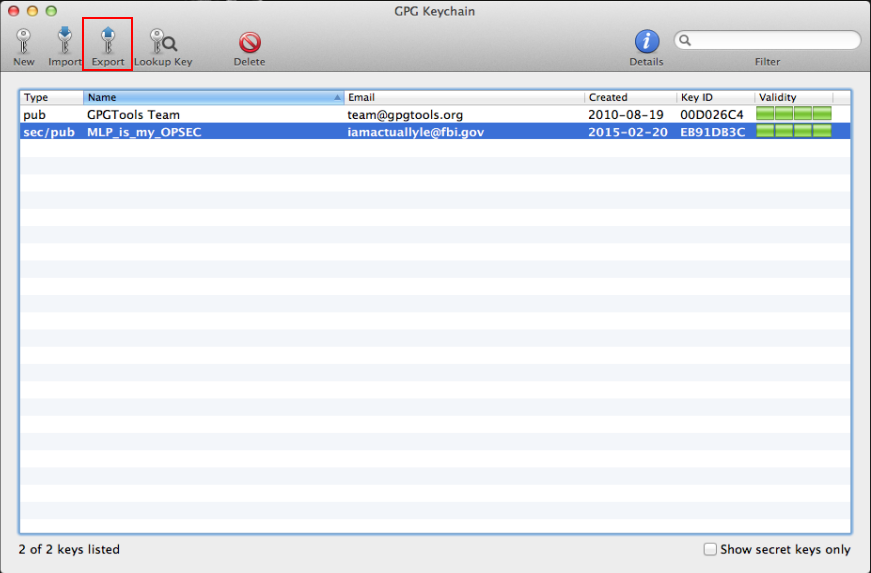 GPG Keychain
New Import Export Lookup Key Delete Details Filter
Type Name Email Created Key ID Validity
pub GPGTools Team team@gpgtools.org 2010-08-19 00D026C4
sec/pub MLP_is_my_OPSEC iamactuallyle@fbi.gov 2015-02-20 EB91DB3C
2 of 2 keys listed Show secret keys only